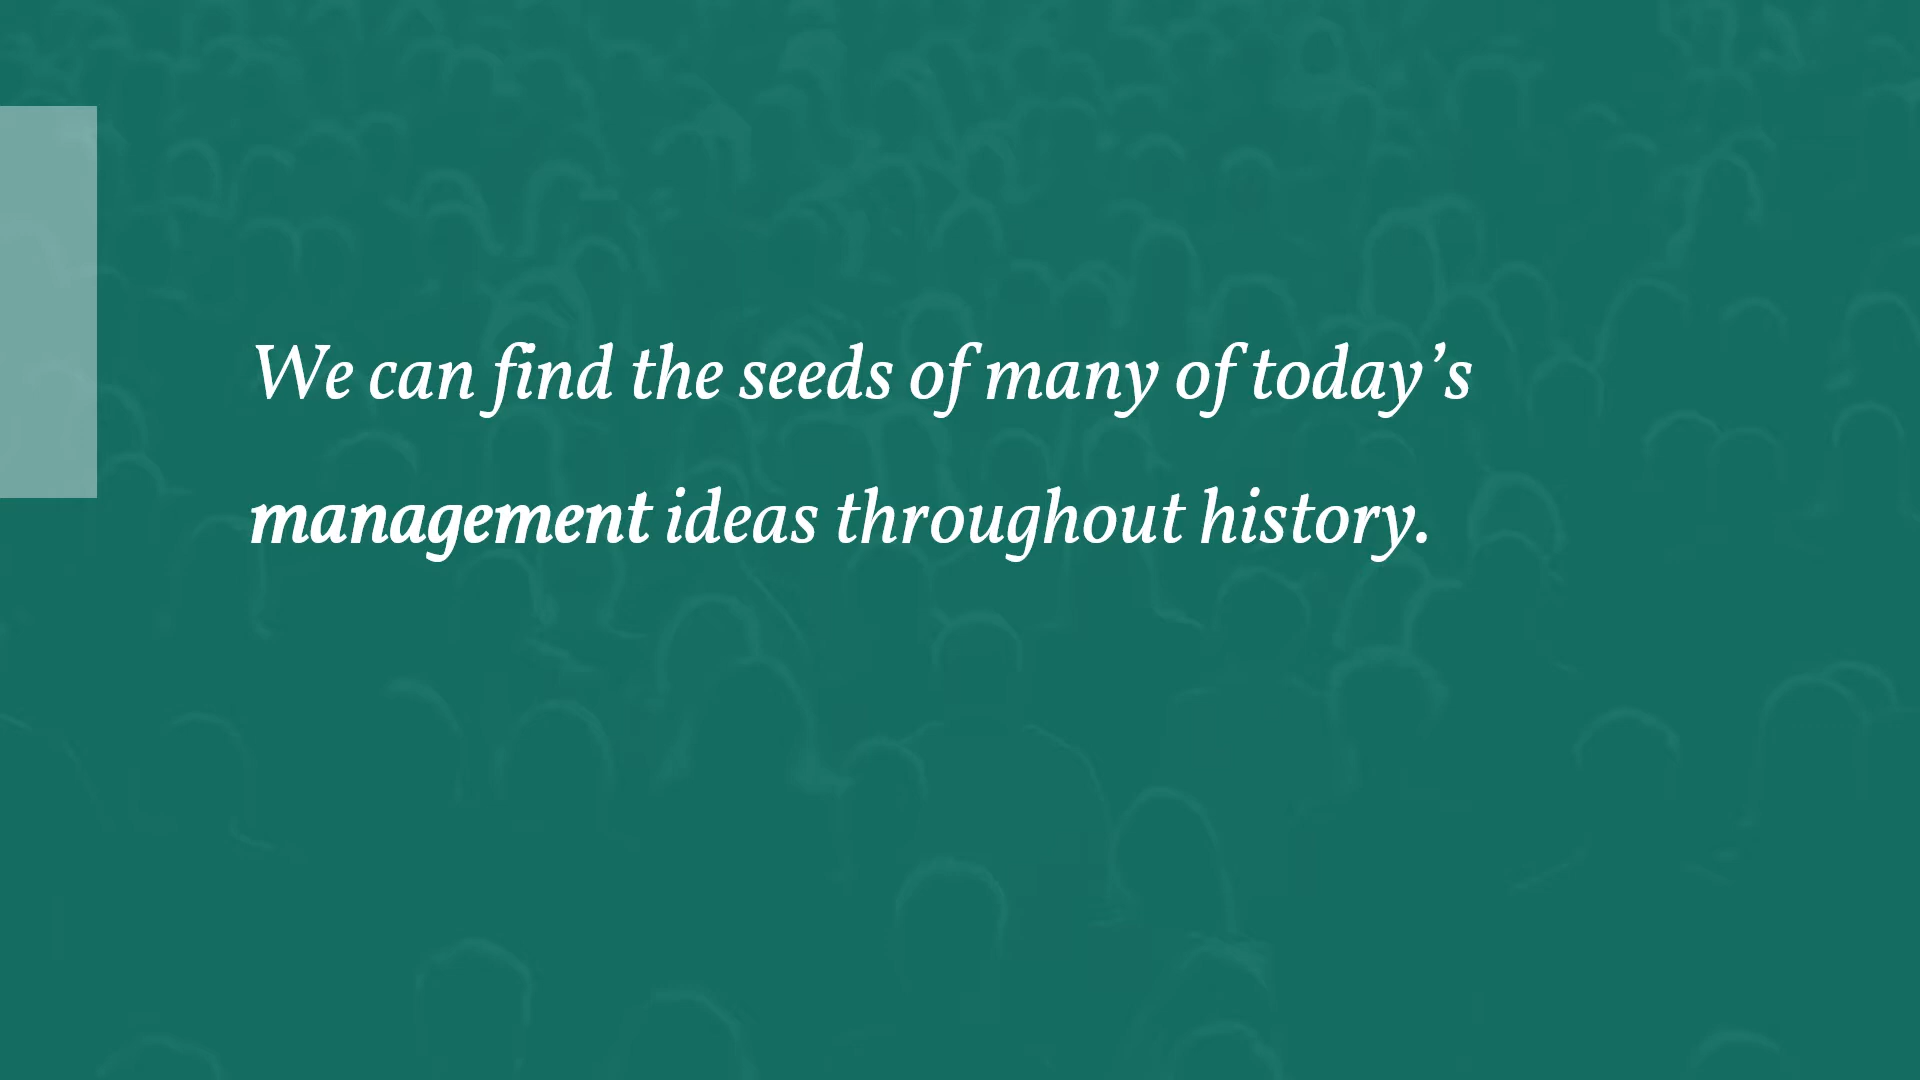 We can find the seeds of many of today’s
management ideas throughout history.